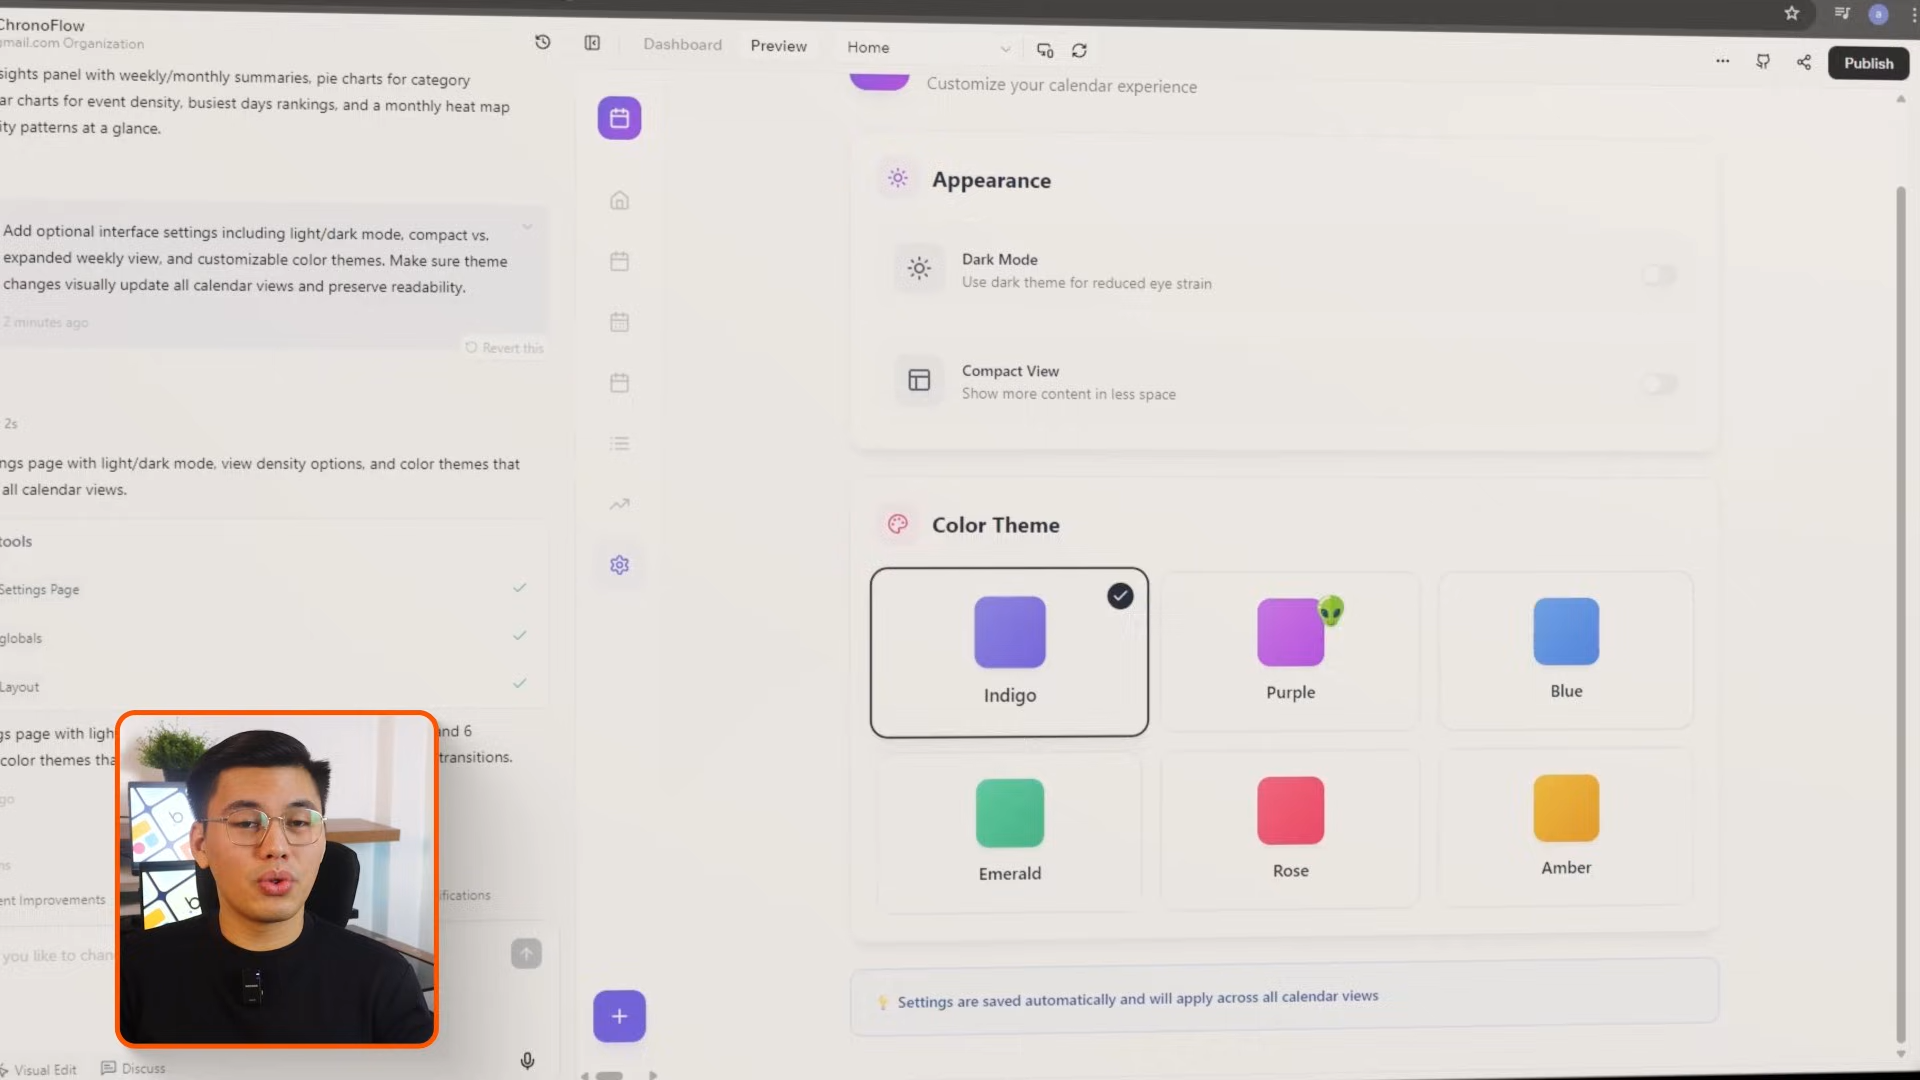 ChronoFlow
gmail.com Organization
sights panel with weekly/monthly summaries, pie charts for category
ar charts for event density, busiest days rankings, and a monthly heat map
ity patterns at a glance.
Add optional interface settings including light/dark mode, compact vs.
expanded weekly view, and customizable color themes. Make sure theme
changes visually update all calendar views and preserve readability.
2 minutes ago
Revert this
2s
ngs page with light/dark mode, view density options, and color themes that
all calendar views.
tools
Settings Page
globals
Layout
gs page with ligh
nd 6
color themes tha
transitions.
go
ns
ent Improvements
ifications
you like to chan
Visual Edit
Discuss
Dashboard
Preview
Home
a
Publish
Customize your calendar experience
Appearance
Dark Mode
Use dark theme for reduced eye strain
Compact View
Show more content in less space
Color Theme
Indigo
Purple
Blue
Emerald
Rose
Amber
Settings are saved automatically and will apply across all calendar views